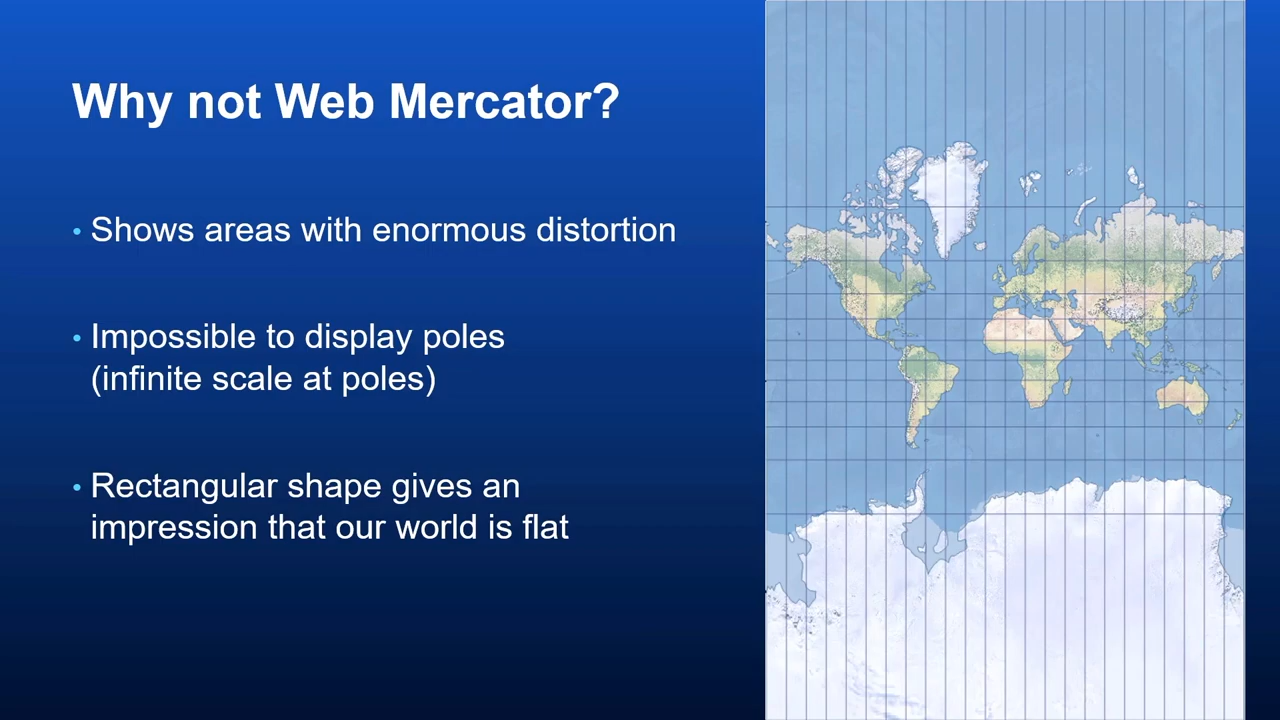 Why not Web Mercator?
• Shows areas with enormous distortion
• Impossible to display poles
(infinite scale at poles)
• Rectangular shape gives an
impression that our world is flat